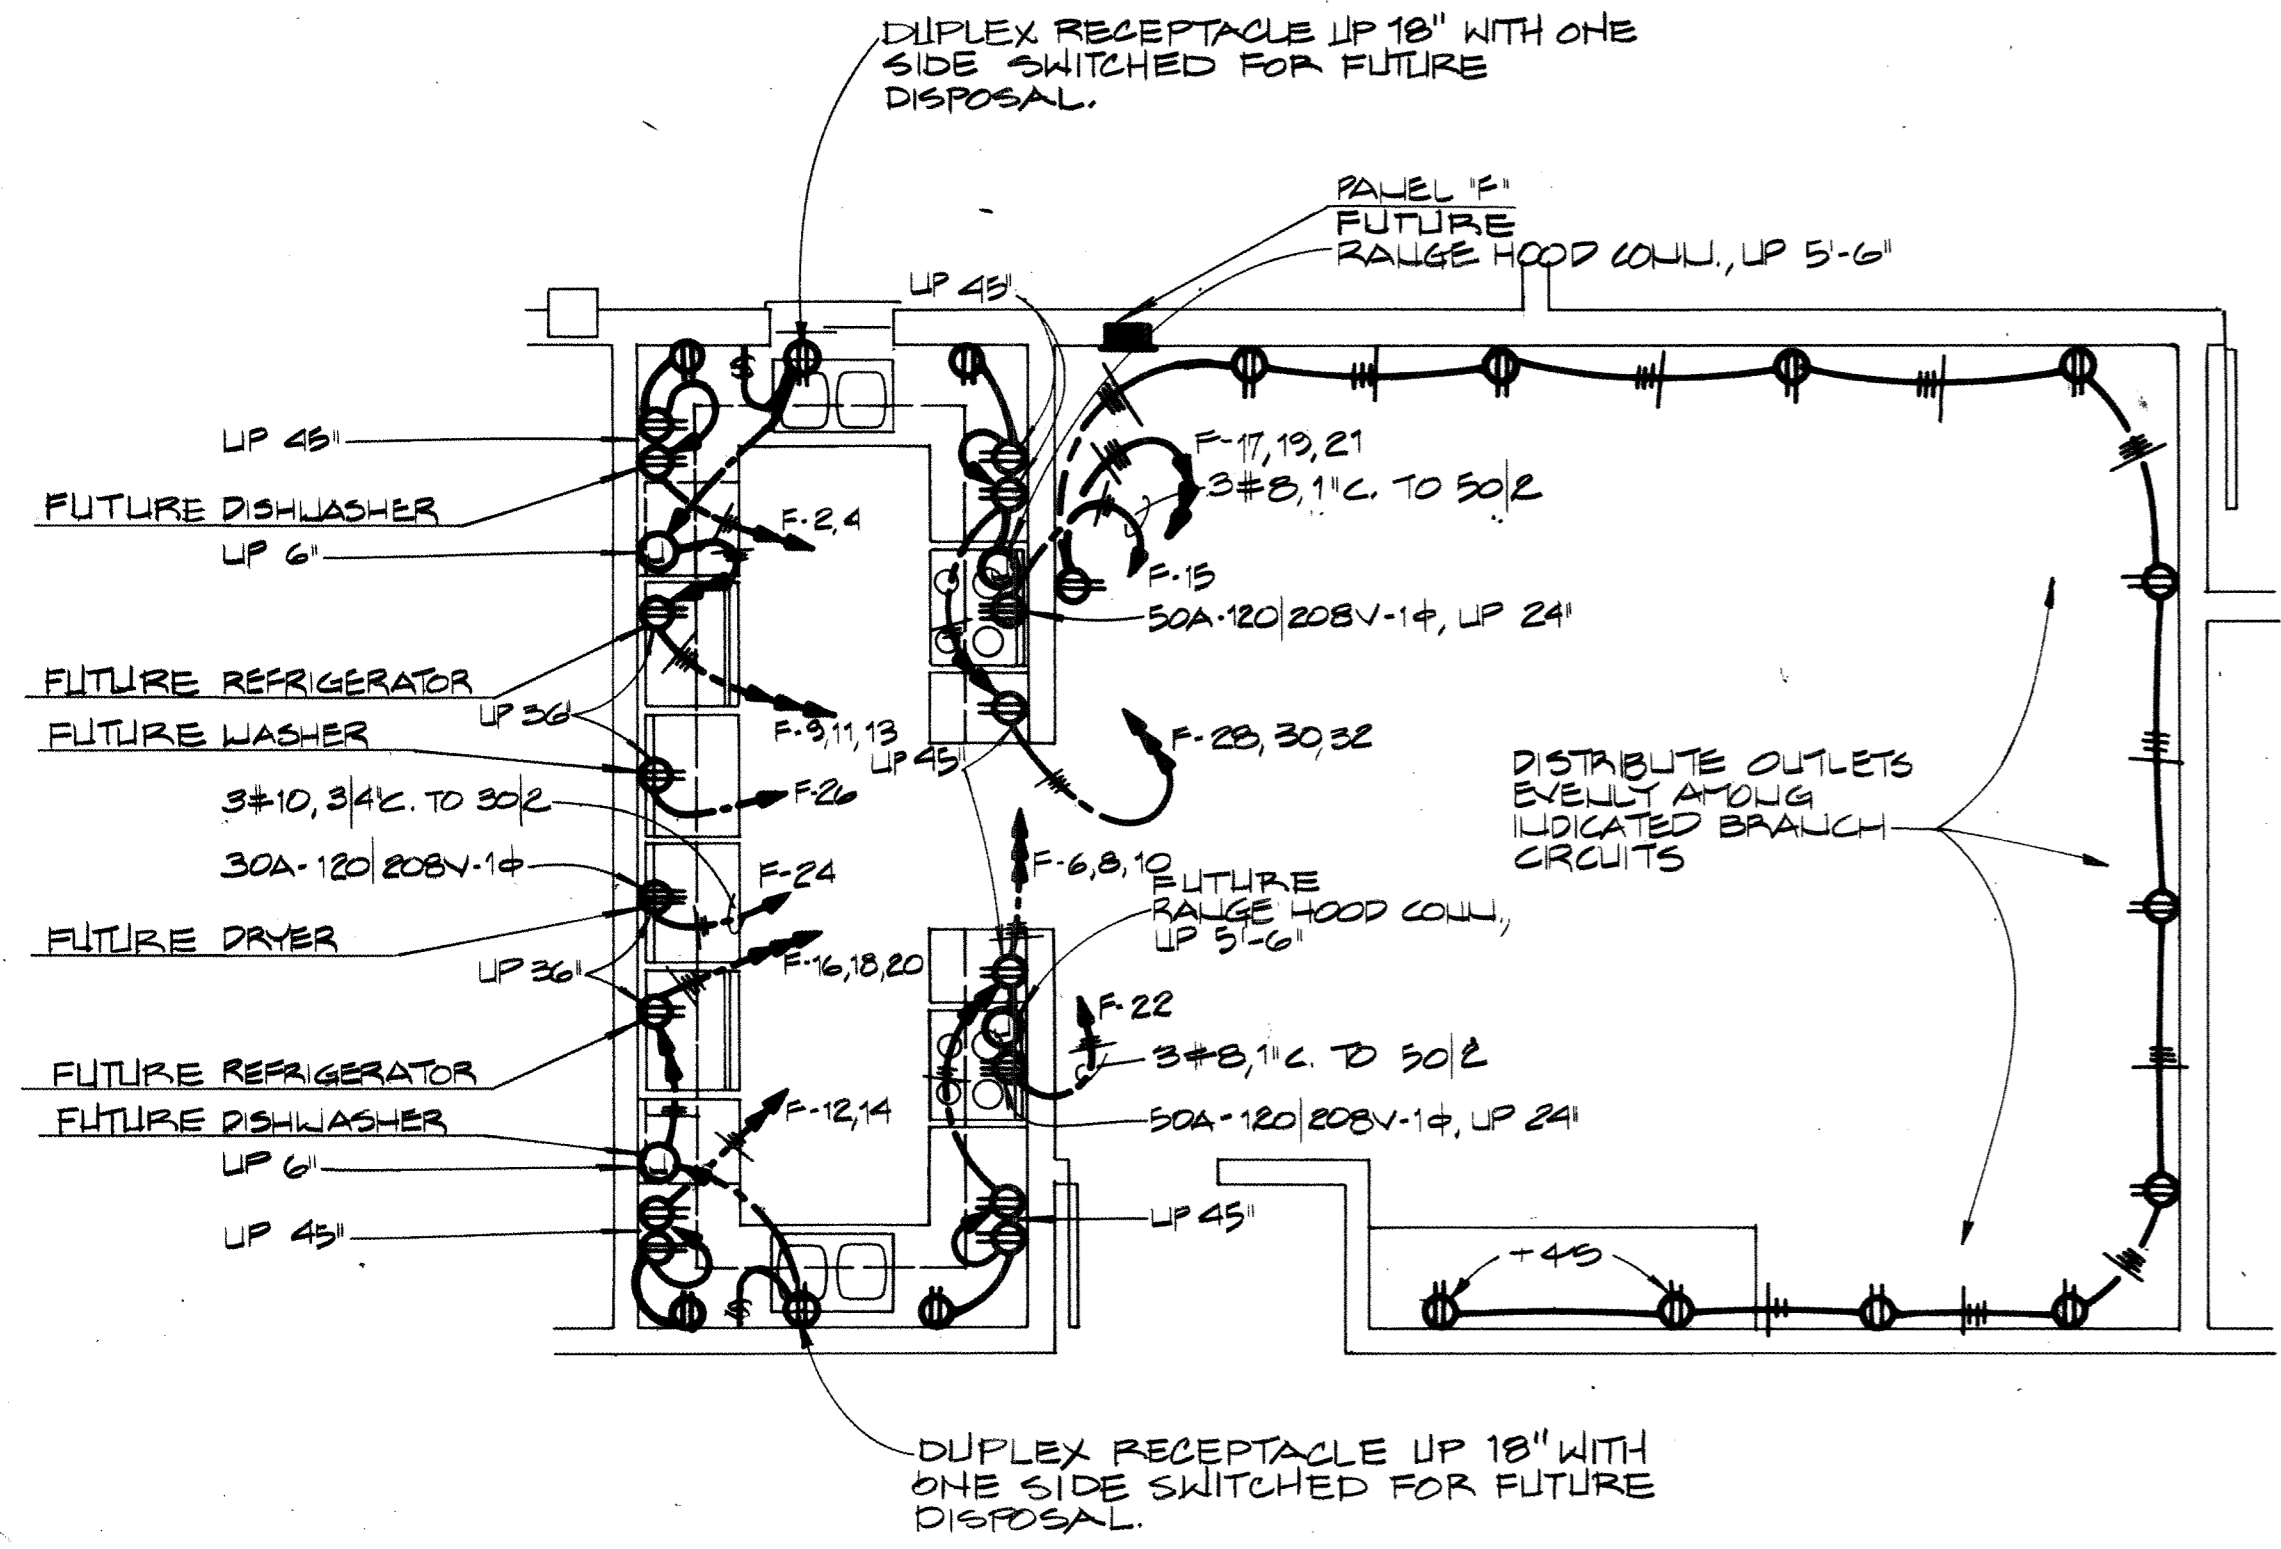 DUPLEX RECEPTACLE UP 18" WITH ONE
SIDE SWITCHED FOR FUTURE
DISPOSAL.
PANEL "F"
FUTURE
RANGE HOOD CONN., UP 5'-6"
UP 45"
UP 45"
FUTURE DISHWASHER
UP 6"
F-2,4
F-17,19,21
3#8,1"C. TO 50/2
F-15
50A-120/208V-1ϕ, UP 24"
FUTURE REFRIGERATOR
UP 36"
FUTURE WASHER
F-9,11,13
UP 45"
F-28,30,32
3#10,3/4"C. TO 30/2
F-26
30A-120/208V-1ϕ
F-24
F-6,8,10
FUTURE
RANGE HOOD CONN.,
UP 5'-6"
DISTRIBUTE OUTLETS
EVENLY AMONG
INDICATED BRANCH
CIRCUITS
FUTURE DRYER
UP 36"
F-16,18,20
F-22
3#8,1"C. TO 50/2
FUTURE REFRIGERATOR
FUTURE DISHWASHER
F-12,14
50A-120/208V-1ϕ, UP 24"
UP 6"
UP 45"
UP 45"
+45
DUPLEX RECEPTACLE UP 18" WITH
ONE SIDE SWITCHED FOR FUTURE
DISPOSAL.